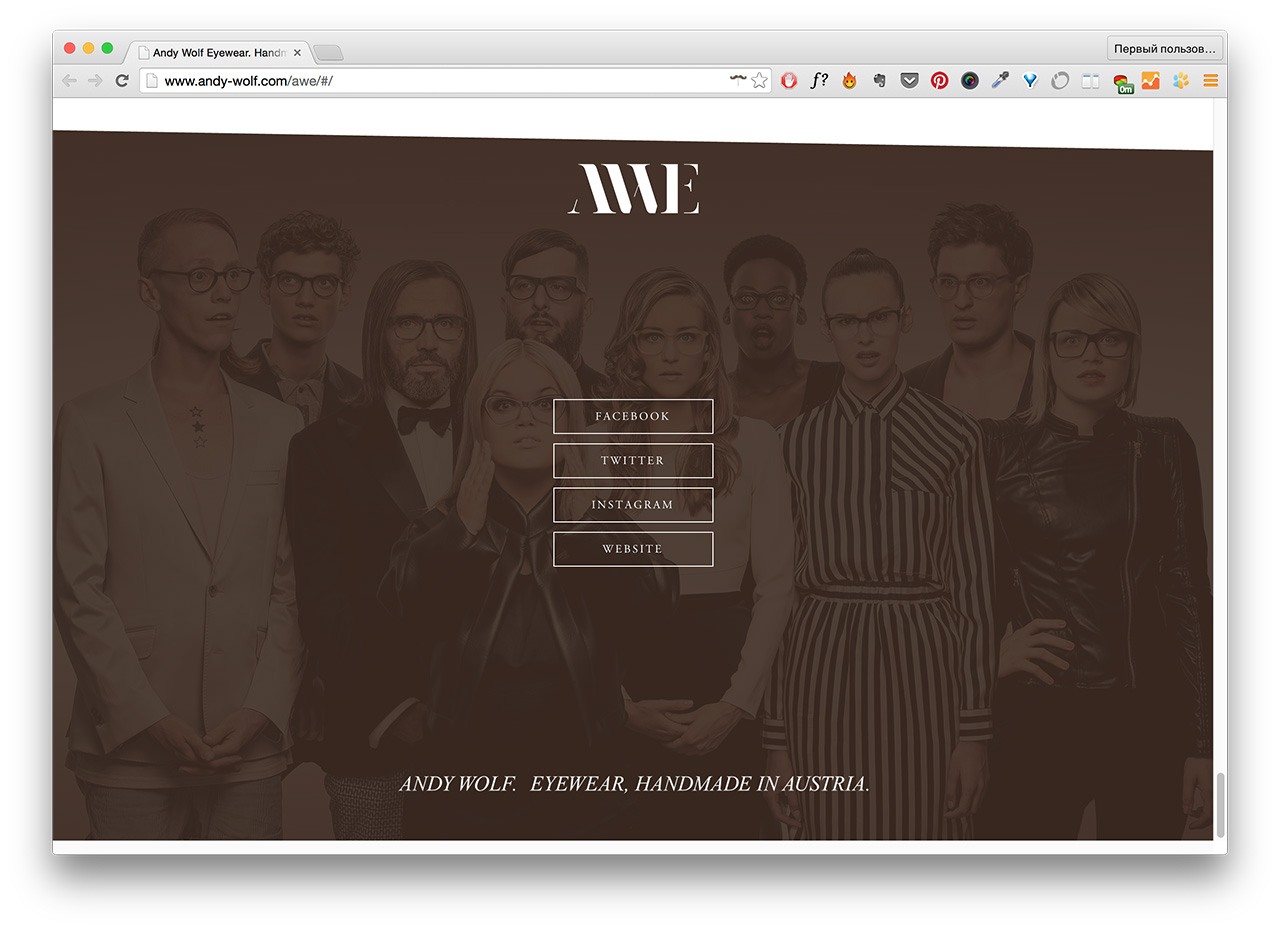 Andy Wolf Eyewear. Handm
Первый пользов…
www.andy-wolf.com/awe/#/
f?
0m
AWE
FACEBOOK
TWITTER
INSTAGRAM
WEBSITE
ANDY WOLF. EYEWEAR, HANDMADE IN AUSTRIA.